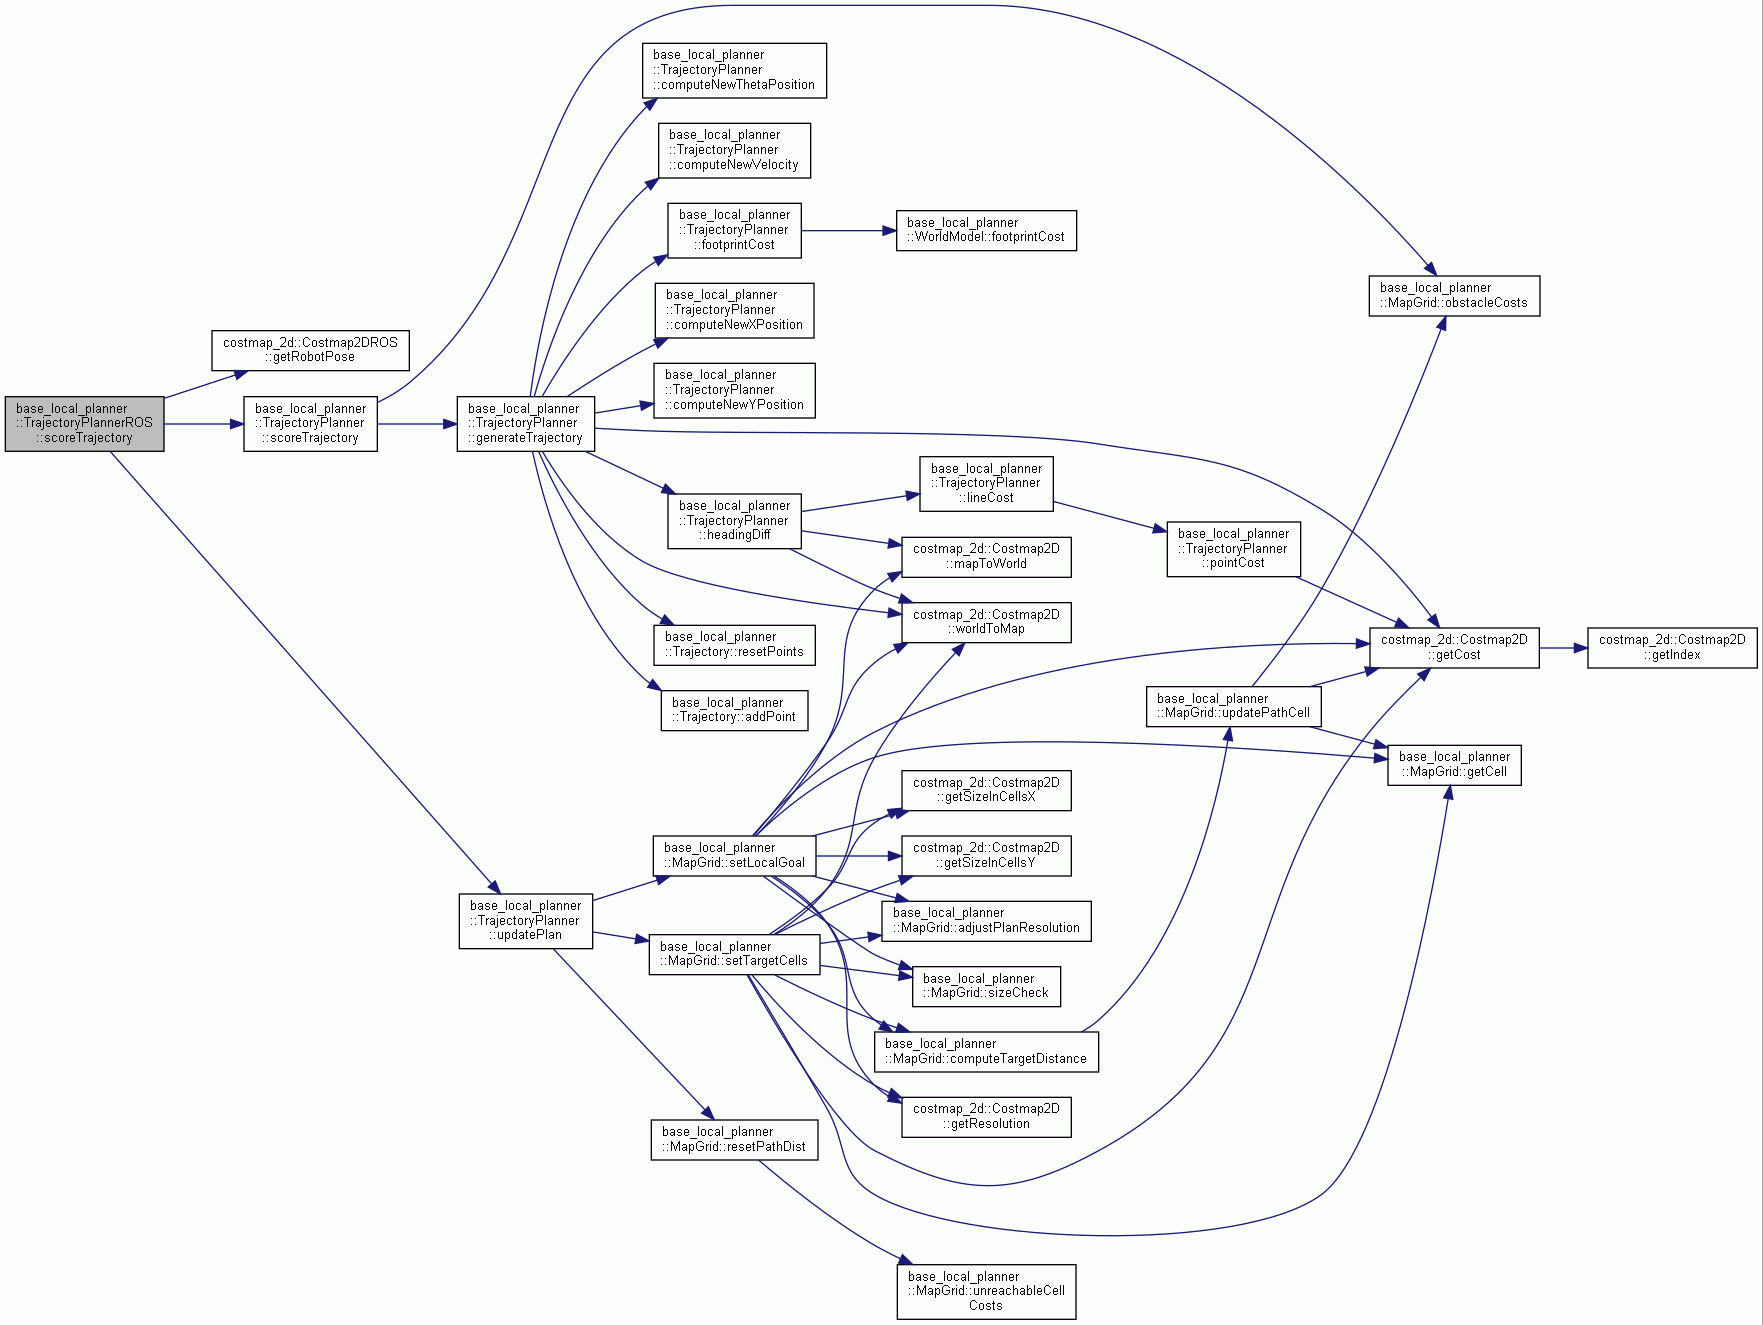 base_local_planner
::TrajectoryPlanner
::computeNewThetaPosition
base_local_planner
::TrajectoryPlanner
::computeNewVelocity
base_local_planner
::TrajectoryPlanner
::footprintCost
base_local_planner
::WorldModel::footprintCost
base_local_planner
::TrajectoryPlanner
::computeNewXPosition
base_local_planner
::MapGrid::obstacleCosts
costmap_2d::Costmap2DROS
::getRobotPose
base_local_planner
::TrajectoryPlanner
::computeNewYPosition
base_local_planner
::TrajectoryPlannerROS
::scoreTrajectory
base_local_planner
::TrajectoryPlanner
::scoreTrajectory
base_local_planner
::TrajectoryPlanner
::generateTrajectory
base_local_planner
::TrajectoryPlanner
::lineCost
base_local_planner
::TrajectoryPlanner
::headingDiff
base_local_planner
::TrajectoryPlanner
::pointCost
costmap_2d::Costmap2D
::mapToWorld
costmap_2d::Costmap2D
::worldToMap
base_local_planner
::Trajectory::resetPoints
costmap_2d::Costmap2D
::getCost
costmap_2d::Costmap2D
::getIndex
base_local_planner
::Trajectory::addPoint
base_local_planner
::MapGrid::updatePathCell
base_local_planner
::MapGrid::getCell
costmap_2d::Costmap2D
::getSizeInCellsX
base_local_planner
::MapGrid::setLocalGoal
costmap_2d::Costmap2D
::getSizeInCellsY
base_local_planner
::TrajectoryPlanner
::updatePlan
base_local_planner
::MapGrid::adjustPlanResolution
base_local_planner
::MapGrid::setTargetCells
base_local_planner
::MapGrid::sizeCheck
base_local_planner
::MapGrid::computeTargetDistance
costmap_2d::Costmap2D
::getResolution
base_local_planner
::MapGrid::resetPathDist
base_local_planner
::MapGrid::unreachableCell
Costs